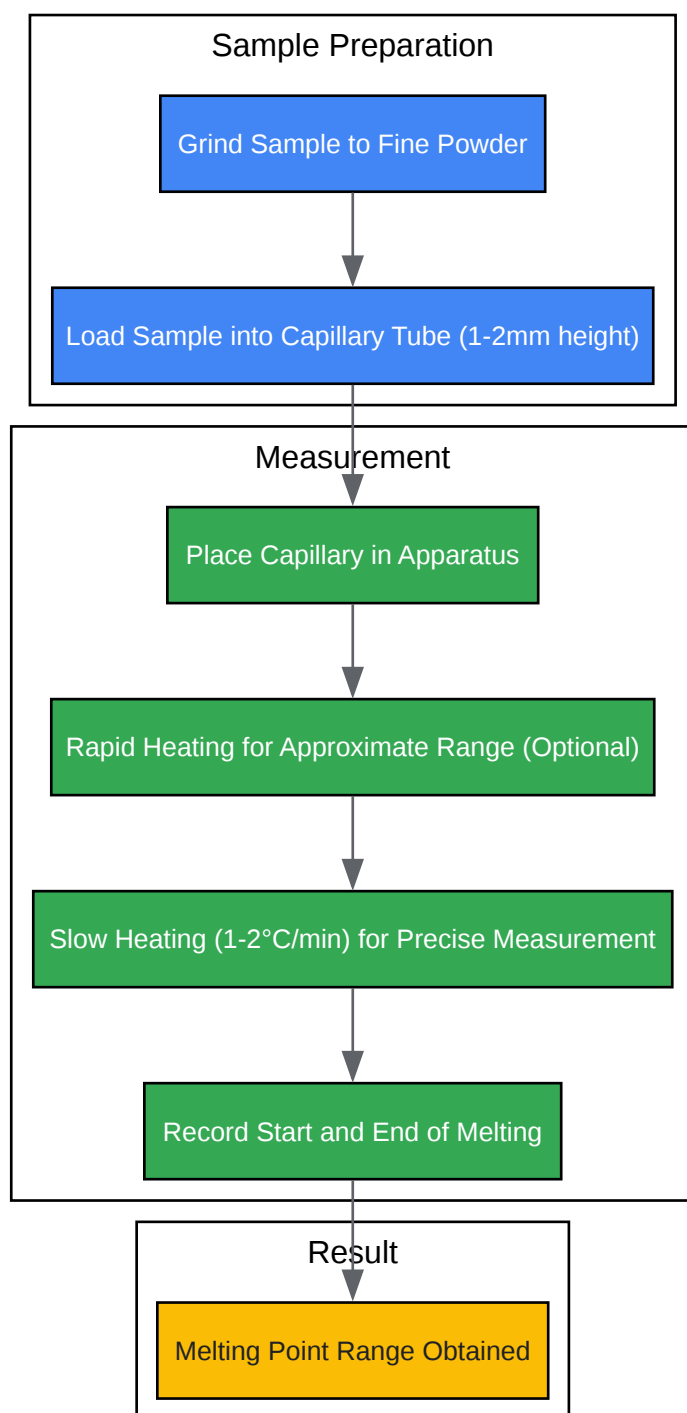 Sample Preparation
Grind Sample to Fine Powder
Load Sample into Capillary Tube (1-2mm height)
Measurement
Place Capillary in Apparatus
Rapid Heating for Approximate Range (Optional)
Slow Heating (1-2°C/min) for Precise Measurement
Record Start and End of Melting
Result
Melting Point Range Obtained